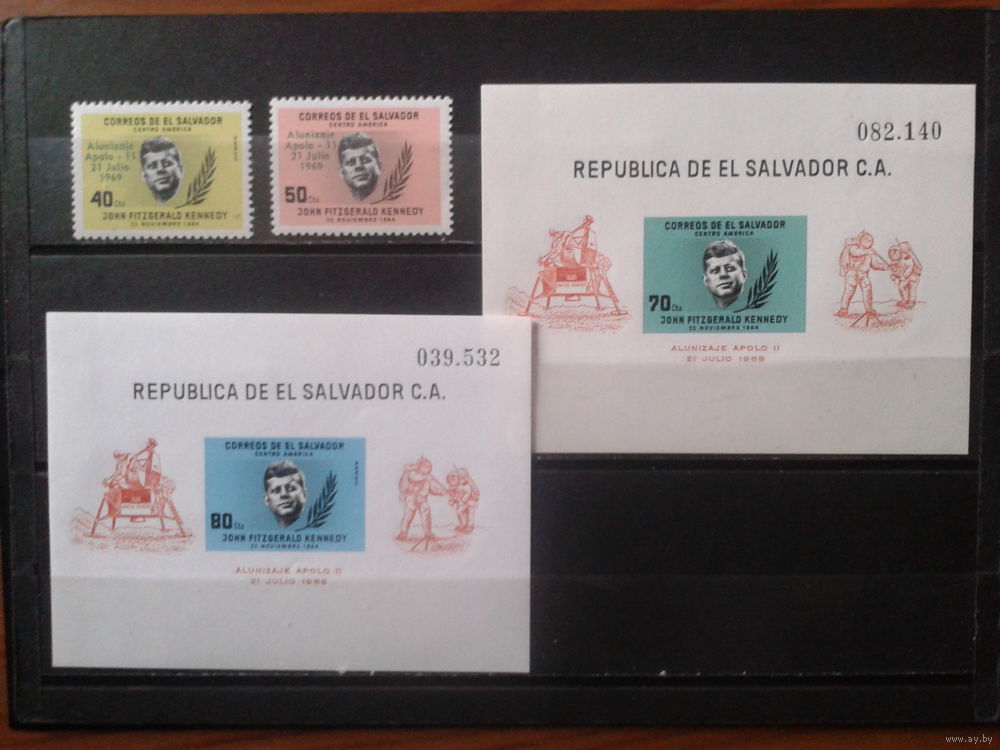 CORREOS DE EL SALVADOR
CENTRO AMERICA
Alunizaje
Apolo - 11
21 Julio
1969
40 Cts
JOHN FITZGERALD KENNEDY
22 NOVIEMBRE 1964
CORREOS DE EL SALVADOR
CENTRO AMERICA
Alunizaje
Apolo - 11
21 Julio
1969
50 Cts
JOHN FITZGERALD KENNEDY
22 NOVIEMBRE 1964
082.140
REPUBLICA DE EL SALVADOR C.A.
CORREOS DE EL SALVADOR
CENTRO AMERICA
UNITED STATES
70 Cts
JOHN FITZGERALD KENNEDY
22 NOVIEMBRE 1964
ALUNIZAJE APOLO II
21 JULIO 1969
039.532
REPUBLICA DE EL SALVADOR C.A.
CORREOS DE EL SALVADOR
CENTRO AMERICA
80 Cts
JOHN FITZGERALD KENNEDY
22 NOVIEMBRE 1964
ALUNIZAJE APOLO II
21 JULIO 1969
www.ay.by